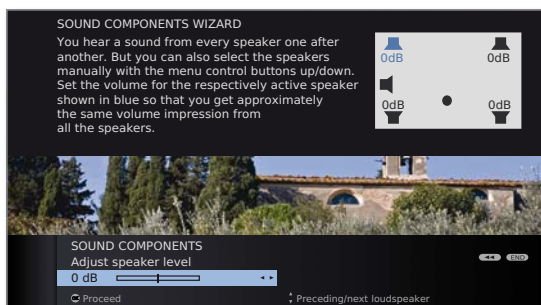 SOUND COMPONENTS WIZARD
You hear a sound from every speaker one after
another. But you can also select the speakers
manually with the menu control buttons up/down.
Set the volume for the respectively active speaker
shown in blue so that you get approximately
the same volume impression from
all the speakers.
0dB 0dB
0dB 0dB
SOUND COMPONENTS
Adjust speaker level
END
0 dB
Proceed Preceding/next loudspeaker